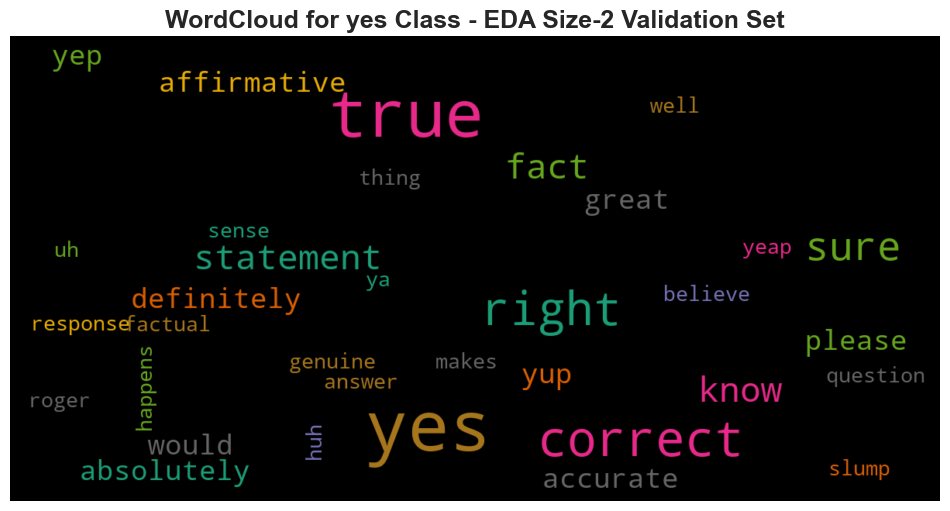 WordCloud for yes Class - EDA Size-2 Validation Set
yep
affirmative
true
well
fact
thing
great
sense
uh
statement
yeap
sure
ya
definitely
right
believe
response
factual
please
happens
genuine
makes
answer
yup
know
question
roger
yes
would
huh
correct
absolutely
accurate
slump